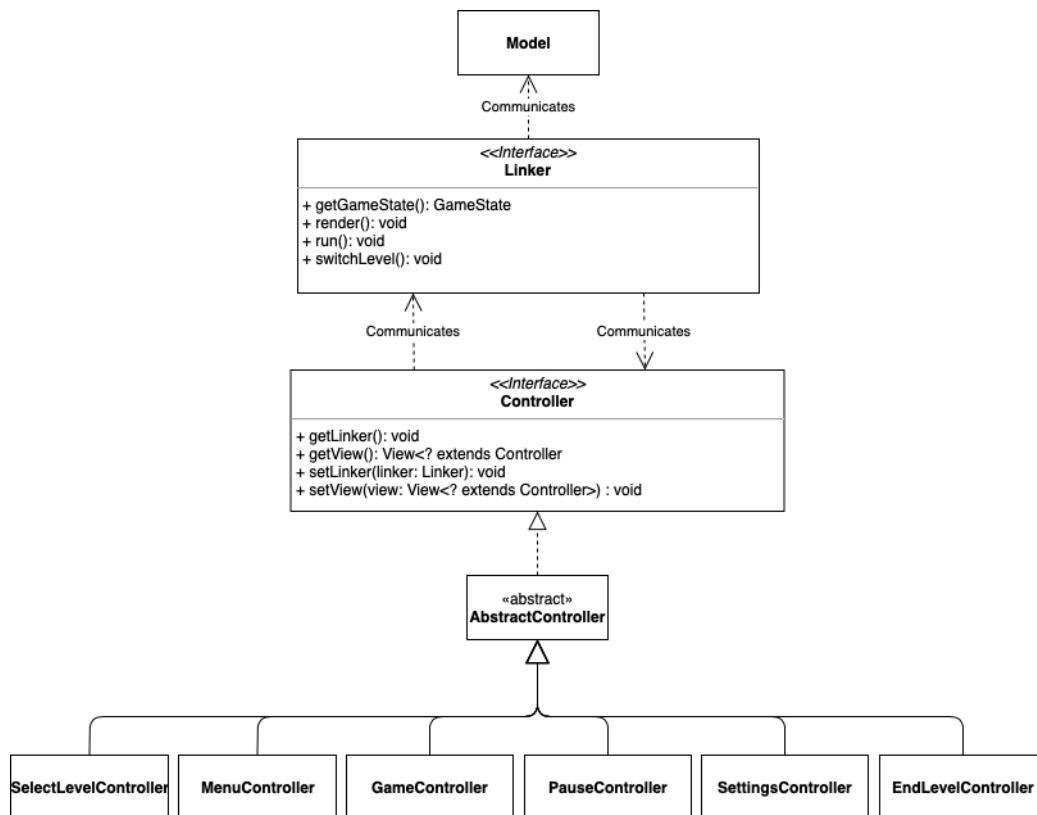 Model
Communicates
<<Interface>>
Linker
+ getGameState(): GameState
+ render(): void
+ run(): void
+ switchLevel(): void
Communicates
Communicates
<<Interface>>
Controller
+ getLinker(): void
+ getView(): View<? extends Controller
+ setLinker(linker: Linker): void
+ setView(view: View<? extends Controller>) : void
«abstract»
AbstractController
SelectLevelController
MenuController
GameController
PauseController
SettingsController
EndLevelController